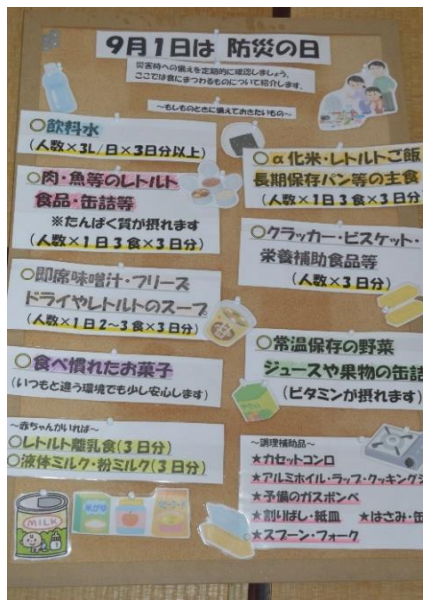 9月1日は 防災の日
災害時への備えを定期的に確認しましょう。
ここでは食にまつわるものについて紹介します。
～もしものときに備えておきたいもの～
○飲料水
(人数×3L/日×3日分以上)
○肉・魚等のレトルト
食品・缶詰等
※たんぱく質が摂れます
(人数×1日3食×3日分)
○即席味噌汁・フリーズ
ドライやレトルトのスープ
(人数×1日2～3食×3日分)
○食べ慣れたお菓子
(いつもと違う環境でも少し安心します)
～赤ちゃんがいれば～
○レトルト離乳食(3日分)
○液体ミルク・粉ミルク(3日分)
MILK
○α化米・レトルトご飯
長期保存パン等の主食
(人数×1日3食×3日分
○クラッカー・ビスケット・
栄養補助食品等
(人数×3日分)
○常温保存の野菜
ジュースや果物の缶詰
(ビタミンが摂れます)
～調理補助品～
★カセットコンロ
★アルミホイル・ラップ・クッキング
★予備のガスボンベ
★割りばし・紙皿 ★はさみ・缶
★スプーン・フォーク